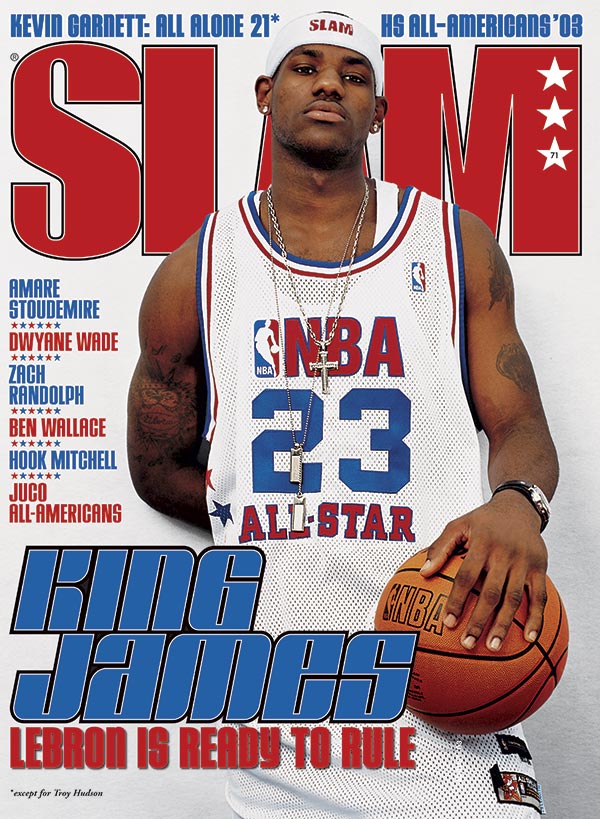 KEVIN GARNETT: ALL ALONE 21*
HS ALL-AMERICANS '03
SLAM
®
SLAM
71
AMARE
STOUDEMIRE
DWYANE WADE
ZACH
RANDOLPH
BEN WALLACE
HOOK MITCHELL
JUCO
ALL-AMERICANS
NBA
NBA
23
ALL-STAR
NBA
KING
JAMES
LEBRON IS READY TO RULE
*except for Troy Hudson